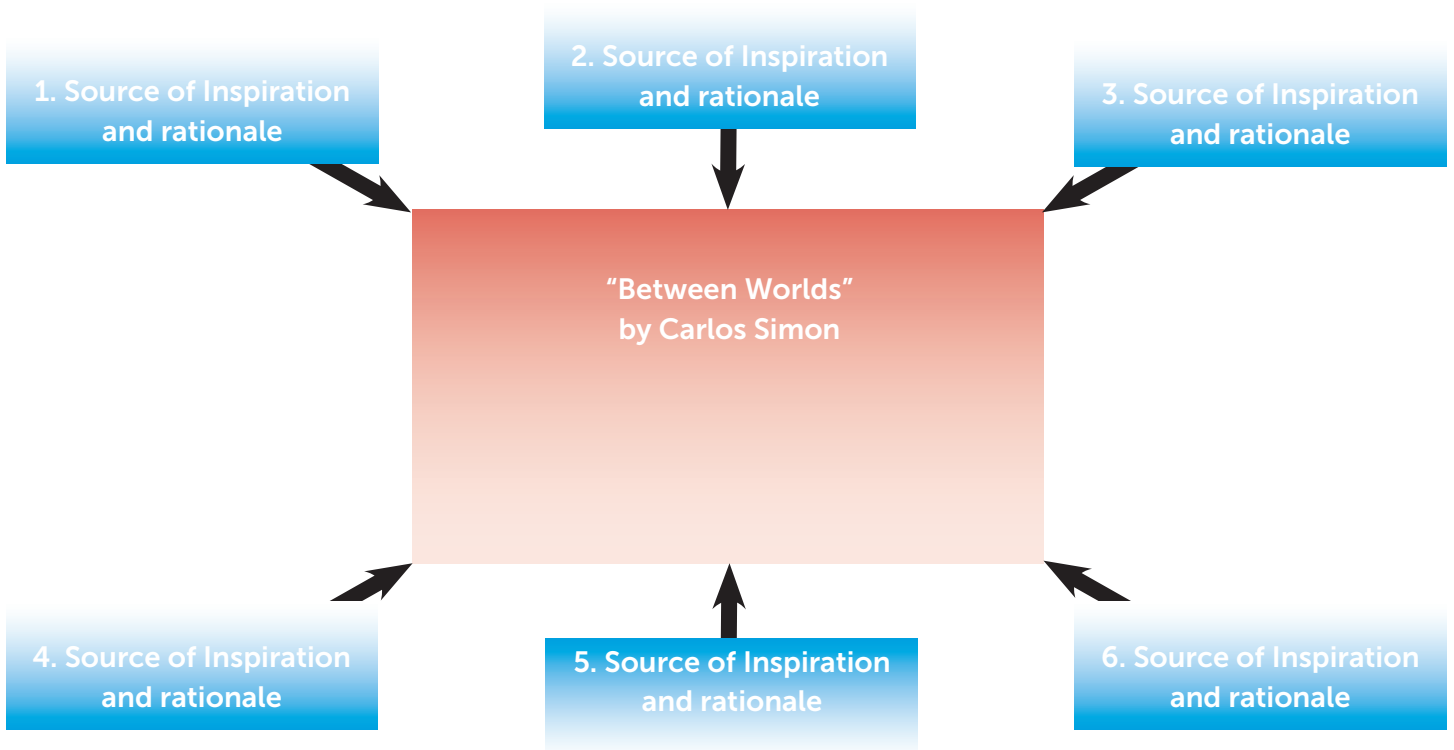 1. Source of Inspiration
and rationale
2. Source of Inspiration
and rationale
3. Source of Inspiration
and rationale
“Between Worlds”
by Carlos Simon
4. Source of Inspiration
and rationale
5. Source of Inspiration
and rationale
6. Source of Inspiration
and rationale